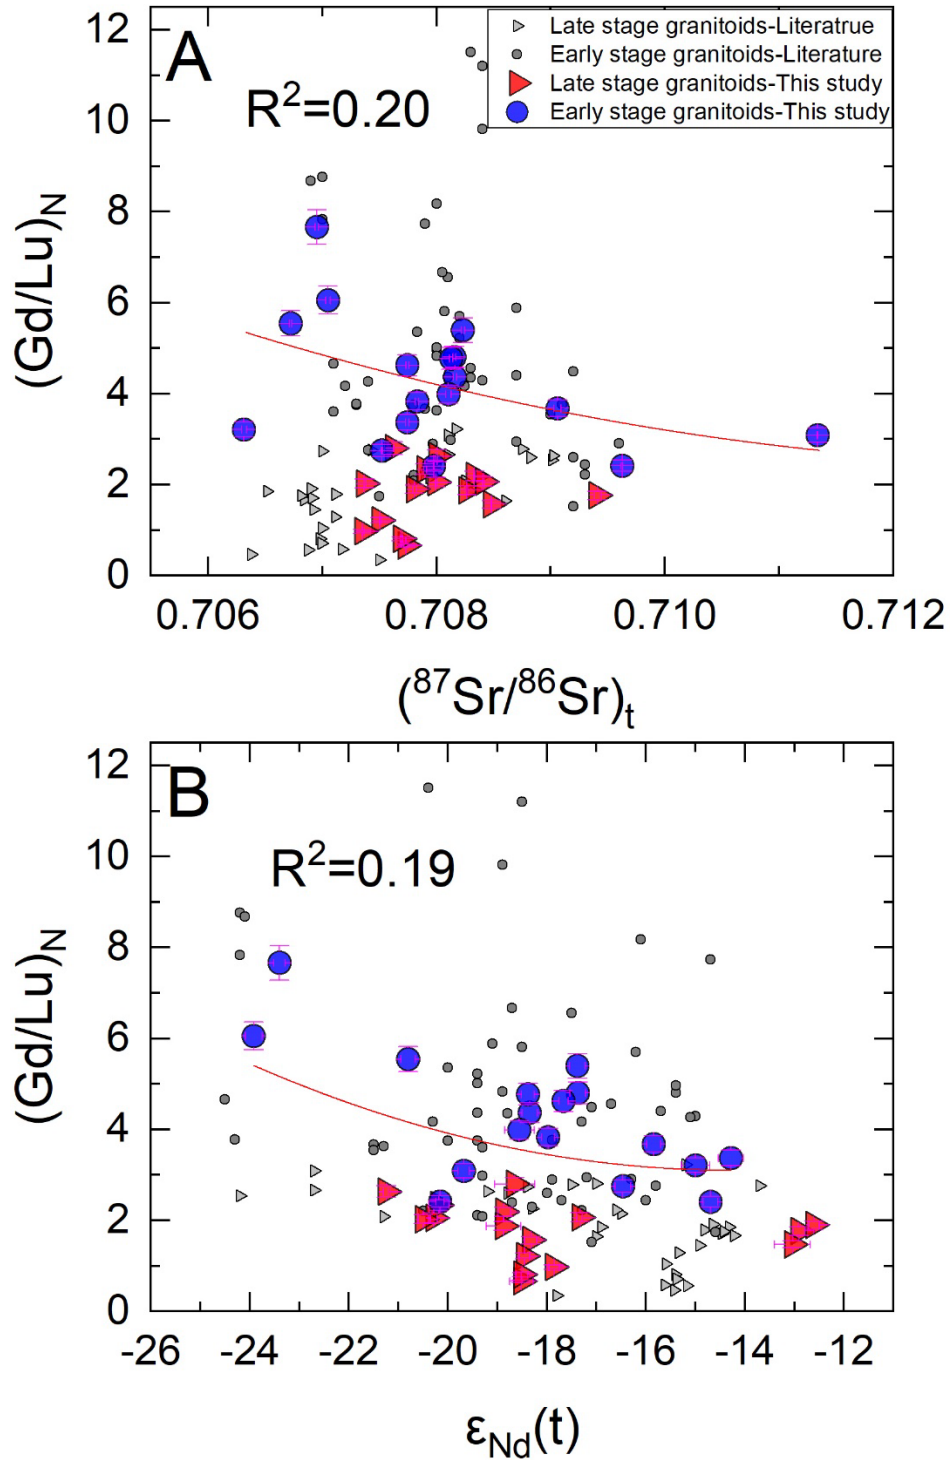 A
R²=0.20
Late stage granitoids-Literatrue
Early stage granitoids-Literature
Late stage granitoids-This study
Early stage granitoids-This study
12
10
8
6
4
2
0
(Gd/Lu)N
0.706 0.708 0.710 0.712
(⁸⁷Sr/⁸⁶Sr)t
B
R²=0.19
12
10
8
6
4
2
0
(Gd/Lu)N
-26 -24 -22 -20 -18 -16 -14 -12
εNd(t)